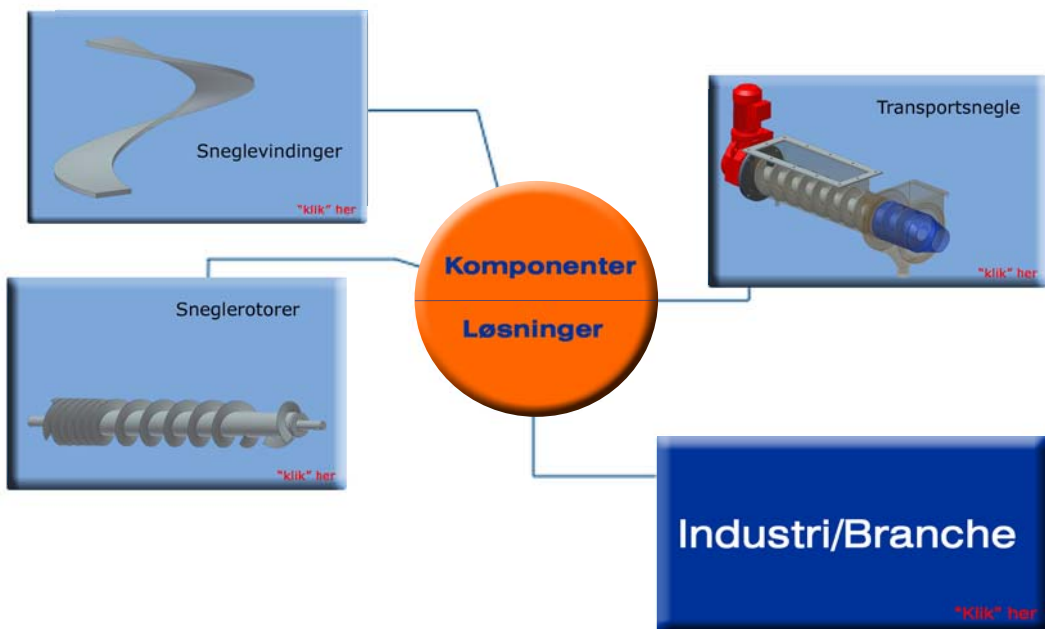 Sneglevindinger
"klik" her
Transportsnegle
"klik" her
Komponenter
Løsninger
Sneglerotorer
"klik" her
Industri/Branche
"Klik" her